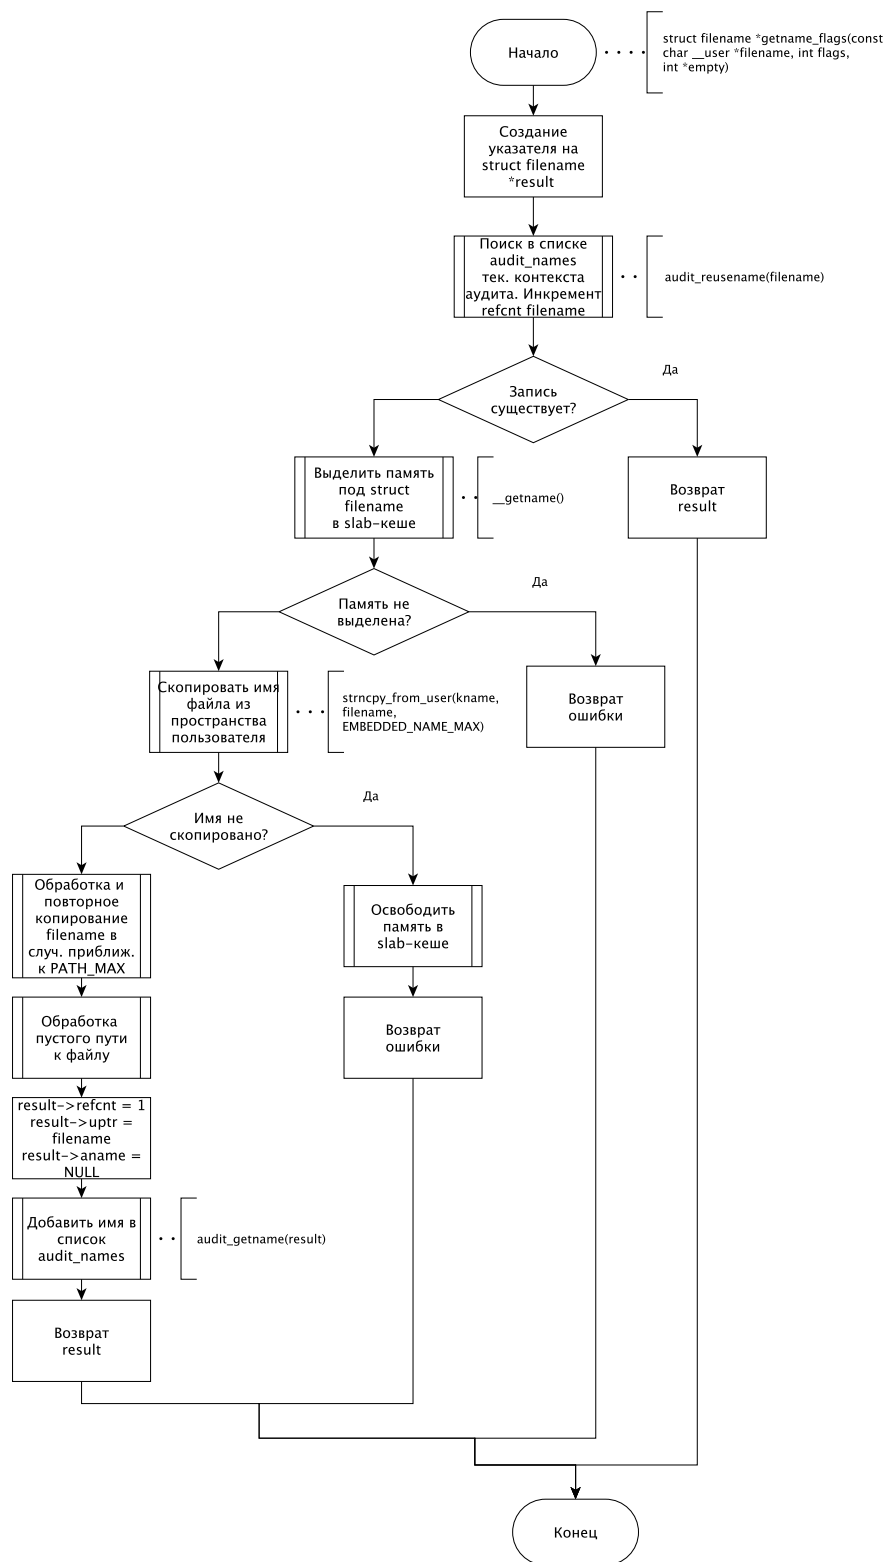 Начало
struct filename *getname_flags(const
char __user *filename, int flags,
int *empty)
Создание
указателя на
struct filename
*result
Поиск в списке
audit_names
тек. контекста
аудита. Инкремент
refcnt filename
audit_reusename(filename)
Запись
существует?
Да
Выделить память
под struct
filename
в slab-кеше
__getname()
Возврат
result
Память не
выделена?
Да
Скопировать имя
файла из
пространства
пользователя
strncpy_from_user(kname,
filename,
EMBEDDED_NAME_MAX)
Возврат
ошибки
Имя не
скопировано?
Да
Обработка и
повторное
копирование
filename в
случ. приближ.
к PATH_MAX
Освободить
память в
slab-кеше
Обработка
пустого пути
к файлу
Возврат
ошибки
result->refcnt = 1
result->uptr =
filename
result->aname =
NULL
Добавить имя в
список
audit_names
audit_getname(result)
Возврат
result
Конец